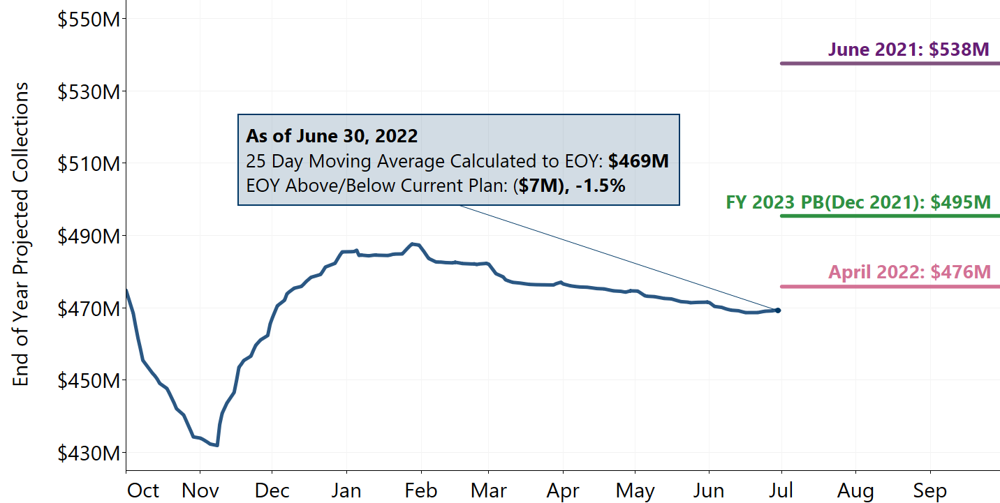 $550M
June 2021: $538M
$530M
As of June 30, 2022
25 Day Moving Average Calculated to EOY: $469M
EOY Above/Below Current Plan: ($7M), -1.5%
$510M
FY 2023 PB(Dec 2021): $495M
$490M
April 2022: $476M
$470M
$450M
$430M
End of Year Projected Collections
Oct Nov Dec Jan Feb Mar Apr May Jun Jul Aug Sep